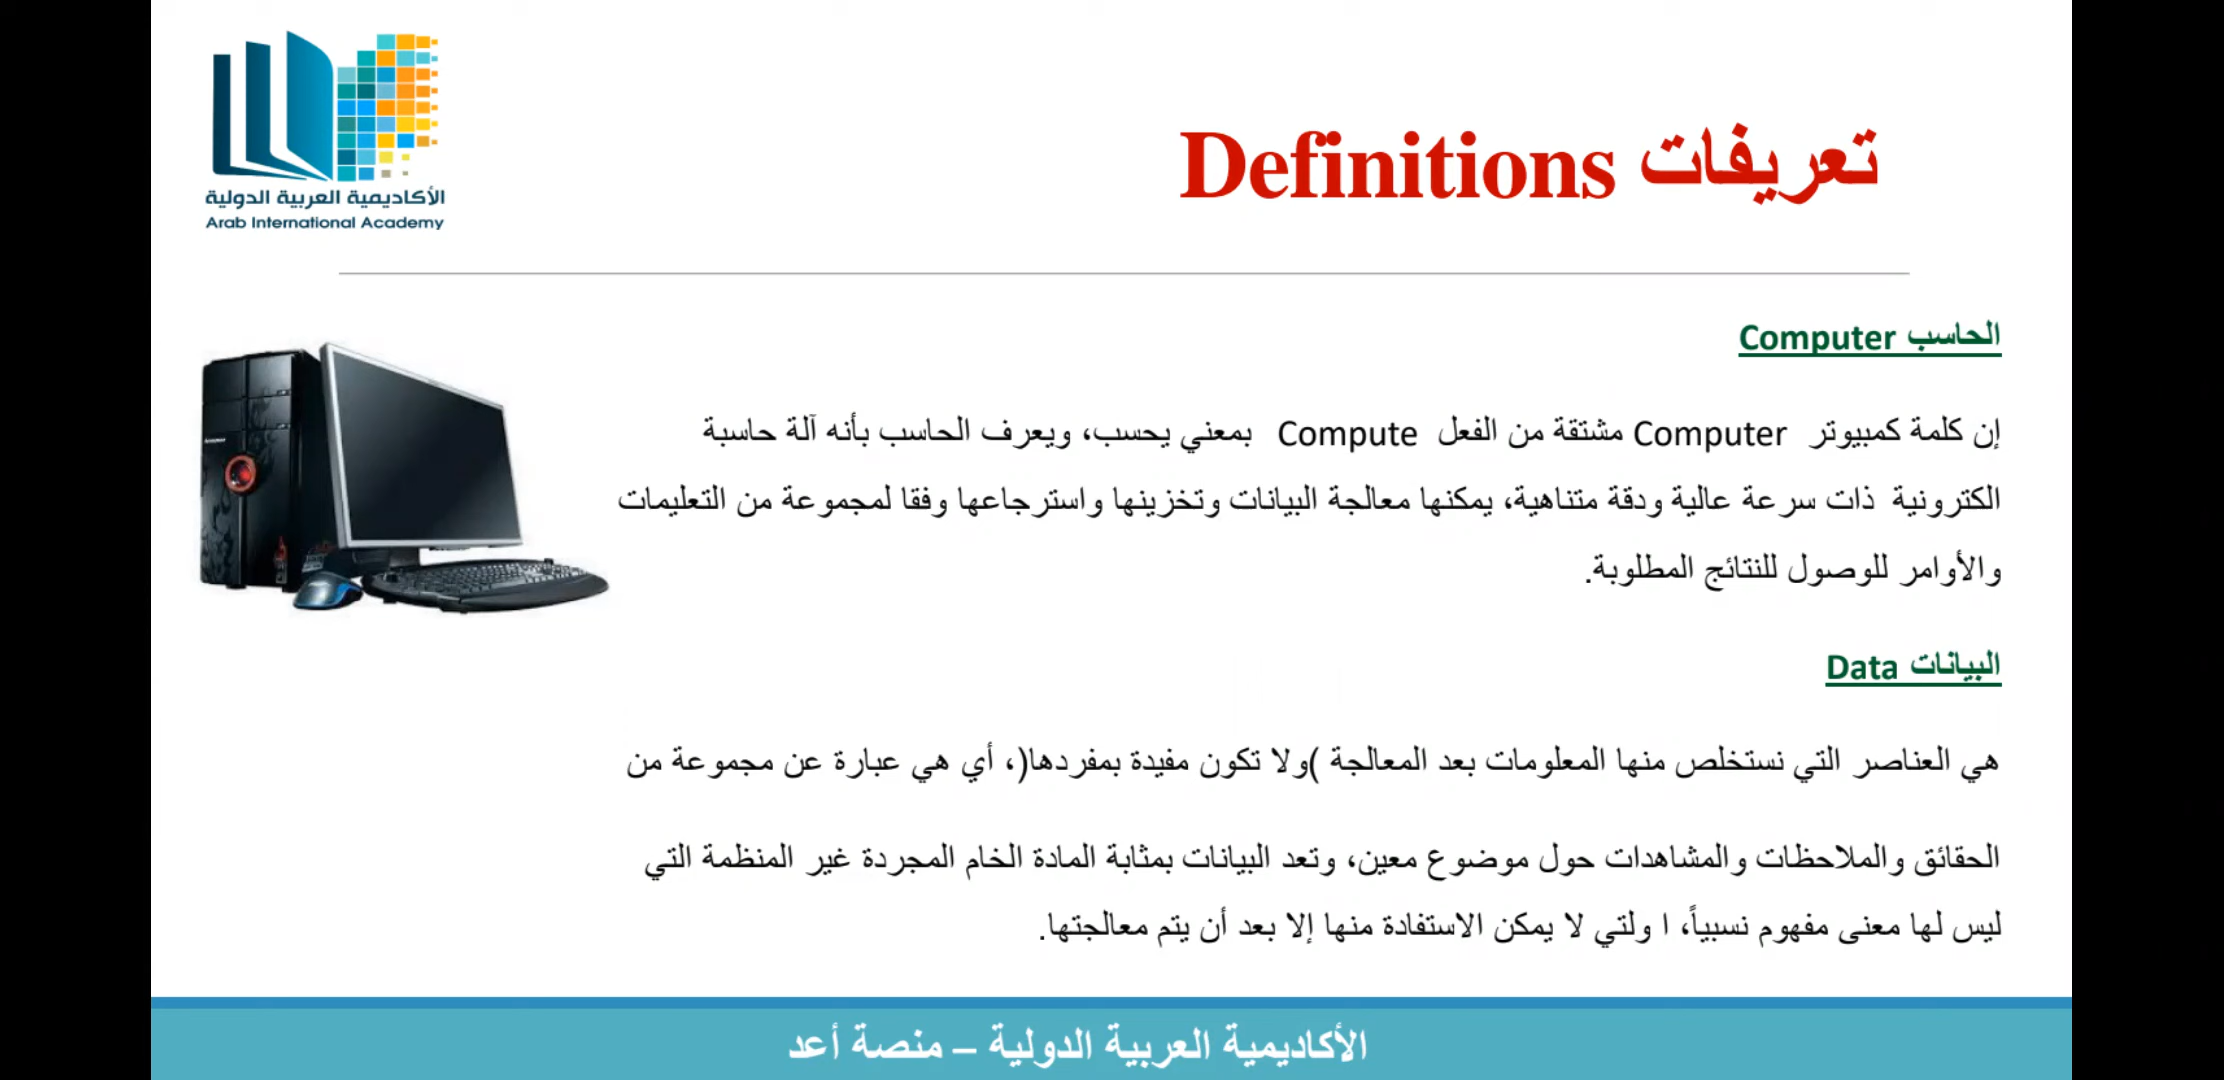 الأكاديمية العربية الدولية
Arab International Academy
تعريفات Definitions
الحاسب Computer
إن كلمة كمبيوتر Computer مشتقة من الفعل Compute بمعني يحسب، ويعرف الحاسب بأنه آلة حاسبة
الكترونية ذات سرعة عالية ودقة متناهية، يمكنها معالجة البيانات وتخزينها واسترجاعها وفقا لمجموعة من التعليمات
والأوامر للوصول للنتائج المطلوبة.
البيانات Data
هي العناصر التي نستخلص منها المعلومات بعد المعالجة )ولا تكون مفيدة بمفردها(، أي هي عبارة عن مجموعة من
الحقائق والملاحظات والمشاهدات حول موضوع معين، وتعد البيانات بمثابة المادة الخام المجردة غير المنظمة التي
ليس لها معنى مفهوم نسبياً، ا ولتي لا يمكن الاستفادة منها إلا بعد أن يتم معالجتها.
الأكاديمية العربية الدولية – منصة أعد